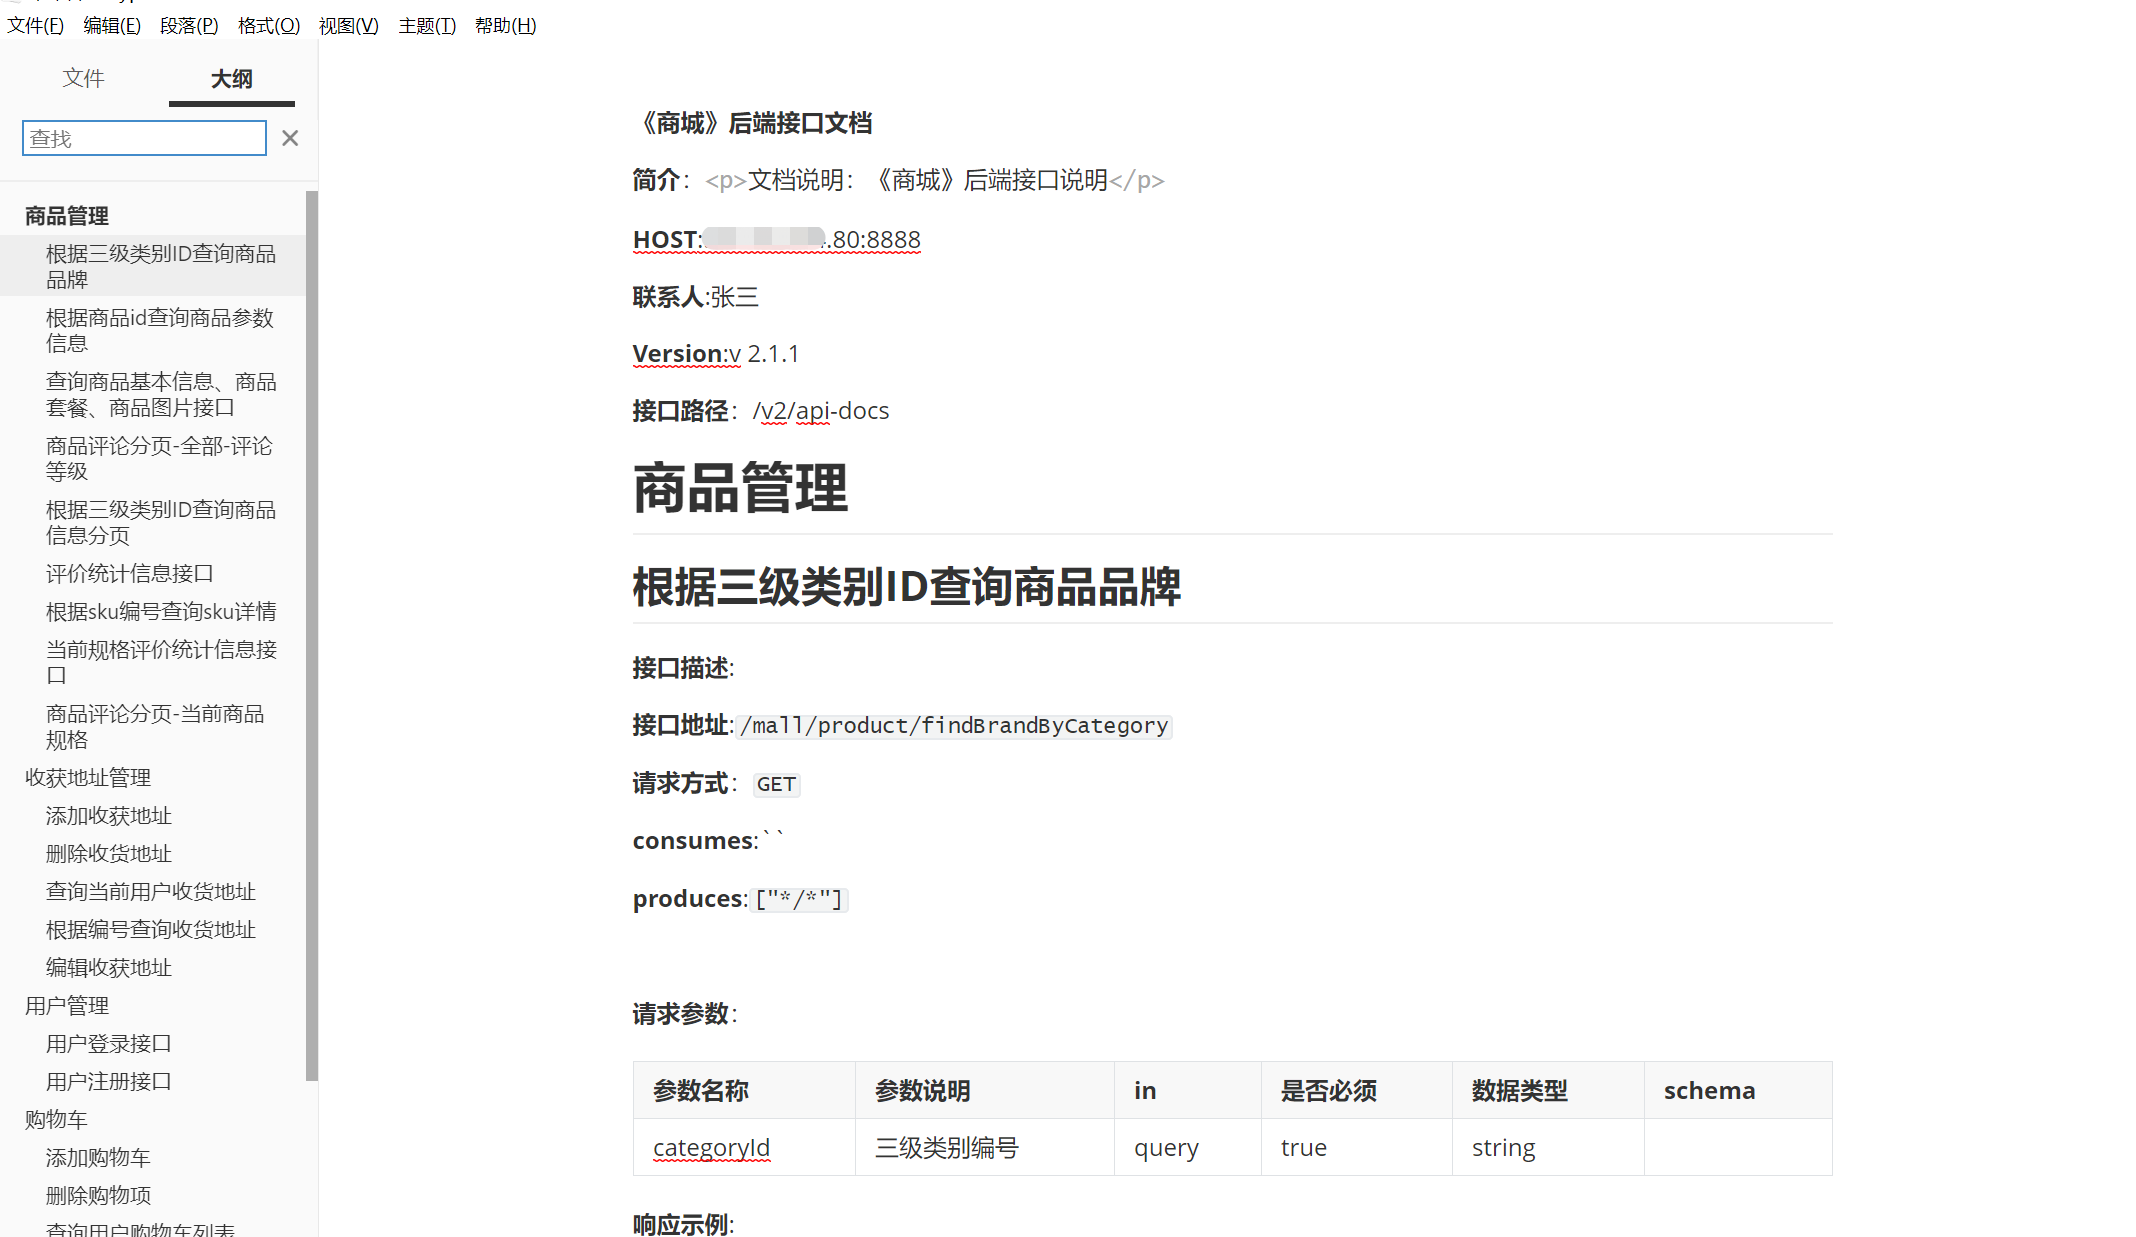 文件(F) 编辑(E) 段落(P) 格式(O) 视图(V) 主题(T) 帮助(H)
文件 大纲
查找
商品管理
根据三级类别ID查询商品
品牌
根据商品id查询商品参数
信息
查询商品基本信息、商品
套餐、商品图片接口
商品评论分页-全部-评论
等级
根据三级类别ID查询商品
信息分页
评价统计信息接口
根据sku编号查询sku详情
当前规格评价统计信息接
口
商品评论分页-当前商品
规格
收获地址管理
添加收获地址
删除收货地址
查询当前用户收货地址
根据编号查询收货地址
编辑收获地址
用户管理
用户登录接口
用户注册接口
购物车
添加购物车
删除购物项
查询用户购物车列表
《商城》后端接口文档
简介：<p>文档说明：《商城》后端接口说明</p>
HOST: .80:8888
联系人:张三
Version:v 2.1.1
接口路径：/v2/api-docs
商品管理
根据三级类别ID查询商品品牌
接口描述:
接口地址:/mall/product/findBrandByCategory
请求方式：GET
consumes:``
produces:["*/*"]
请求参数：
参数名称 参数说明 in 是否必须 数据类型 schema
categoryId 三级类别编号 query true string
响应示例: